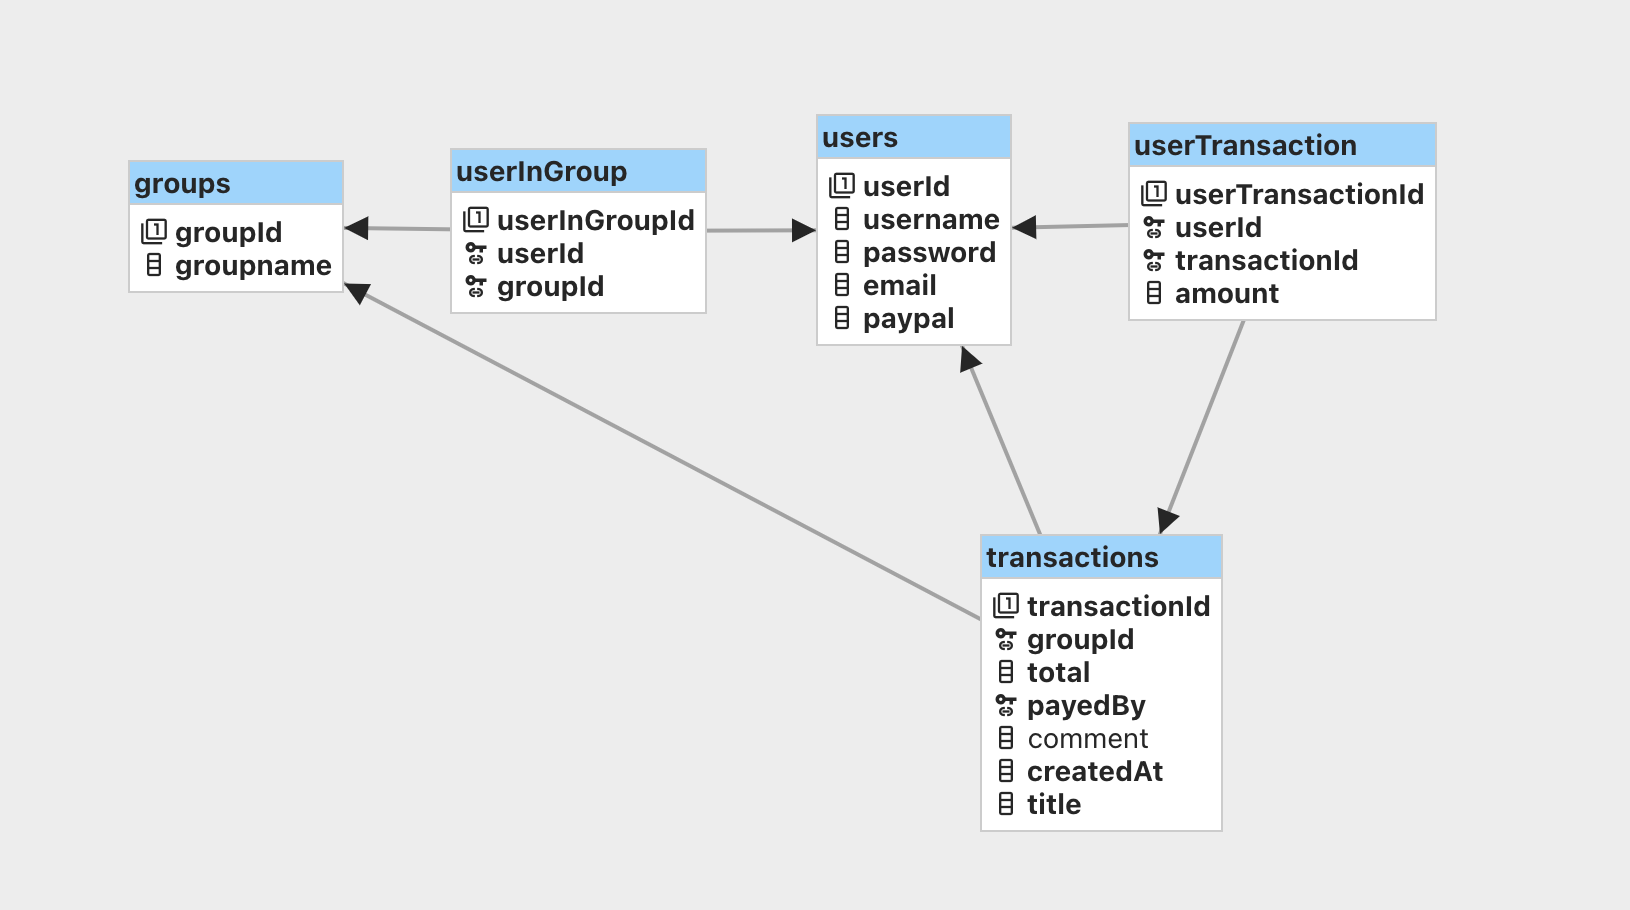 groups
groupId
groupname
userInGroup
userInGroupId
userId
groupId
users
userId
username
password
email
paypal
userTransaction
userTransactionId
userId
transactionId
amount
transactions
transactionId
groupId
total
payedBy
comment
createdAt
title